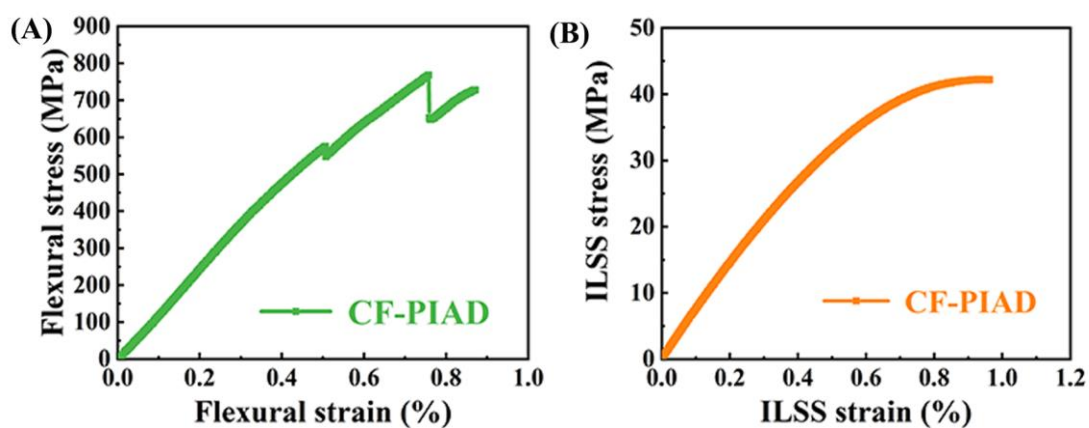 (A)
900
800
700
600
500
400
300
200
100
0
Flexural stress (MPa)
CF-PIAD
0.0 0.2 0.4 0.6 0.8 1.0
Flexural strain (%)
(B)
50
40
30
20
10
0
ILSS stress (MPa)
CF-PIAD
0.0 0.2 0.4 0.6 0.8 1.0 1.2
ILSS strain (%)